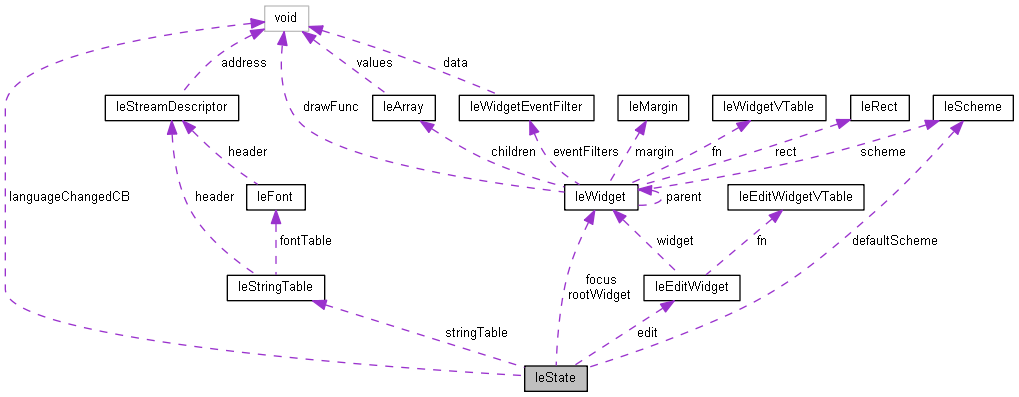 void
address
values
data
leStreamDescriptor
drawFunc
leArray
leWidgetEventFilter
leMargin
leWidgetVTable
leRect
leScheme
header
children
eventFilters
margin
fn
rect
scheme
languageChangedCB
header
leFont
leWidget
parent
leEditWidgetVTable
fontTable
widget
fn
defaultScheme
leStringTable
focus
rootWidget
leEditWidget
stringTable
edit
leState